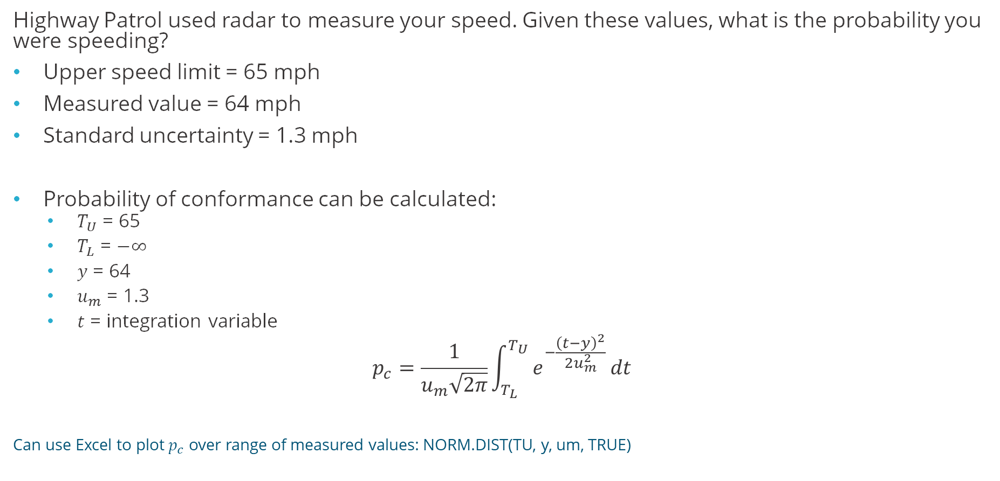 Highway Patrol used radar to measure your speed. Given these values, what is the probability you
were speeding?
• Upper speed limit = 65 mph
• Measured value = 64 mph
• Standard uncertainty = 1.3 mph
• Probability of conformance can be calculated:
• T_U = 65
• T_L = −∞
• y = 64
• u_m = 1.3
• t = integration variable
p_c = \frac{1}{u_m\sqrt{2π}} \int_{T_L}^{T_U} e^{-\frac{(t−y)^2}{2u_m^2}} dt
Can use Excel to plot p_c over range of measured values: NORM.DIST(TU, y, um, TRUE)